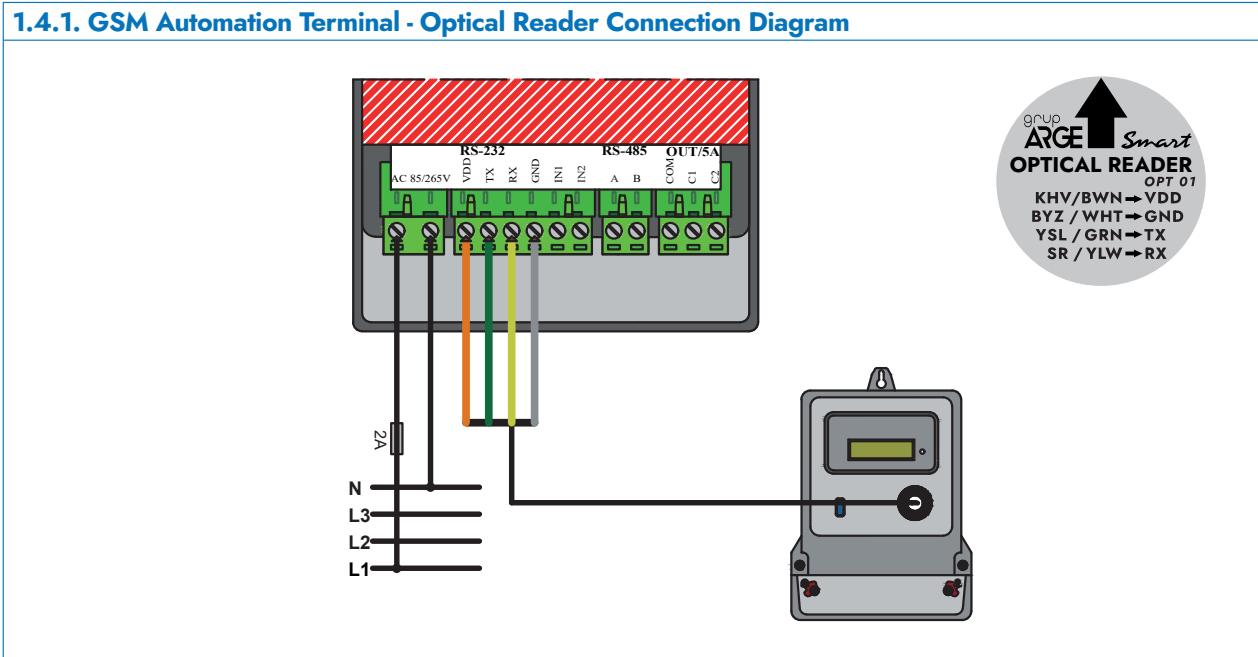 1.4.1. GSM Automation Terminal - Optical Reader Connection Diagram
RS-232 RS-485 OUT/5A
AC 85/265V VDD TX RX GND IN1 IN2 A B COM C1 C2
grup
ARGE Smart
OPTICAL READER
OPT 01
KHV/BWN → VDD
BYZ / WHT → GND
YSL / GRN → TX
SR / YLW → RX
2A
N
L3
L2
L1